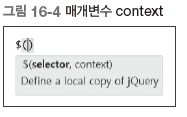 그림 16-4 매개변수 context
$()
$(selector, context)
Define a local copy of jQuery